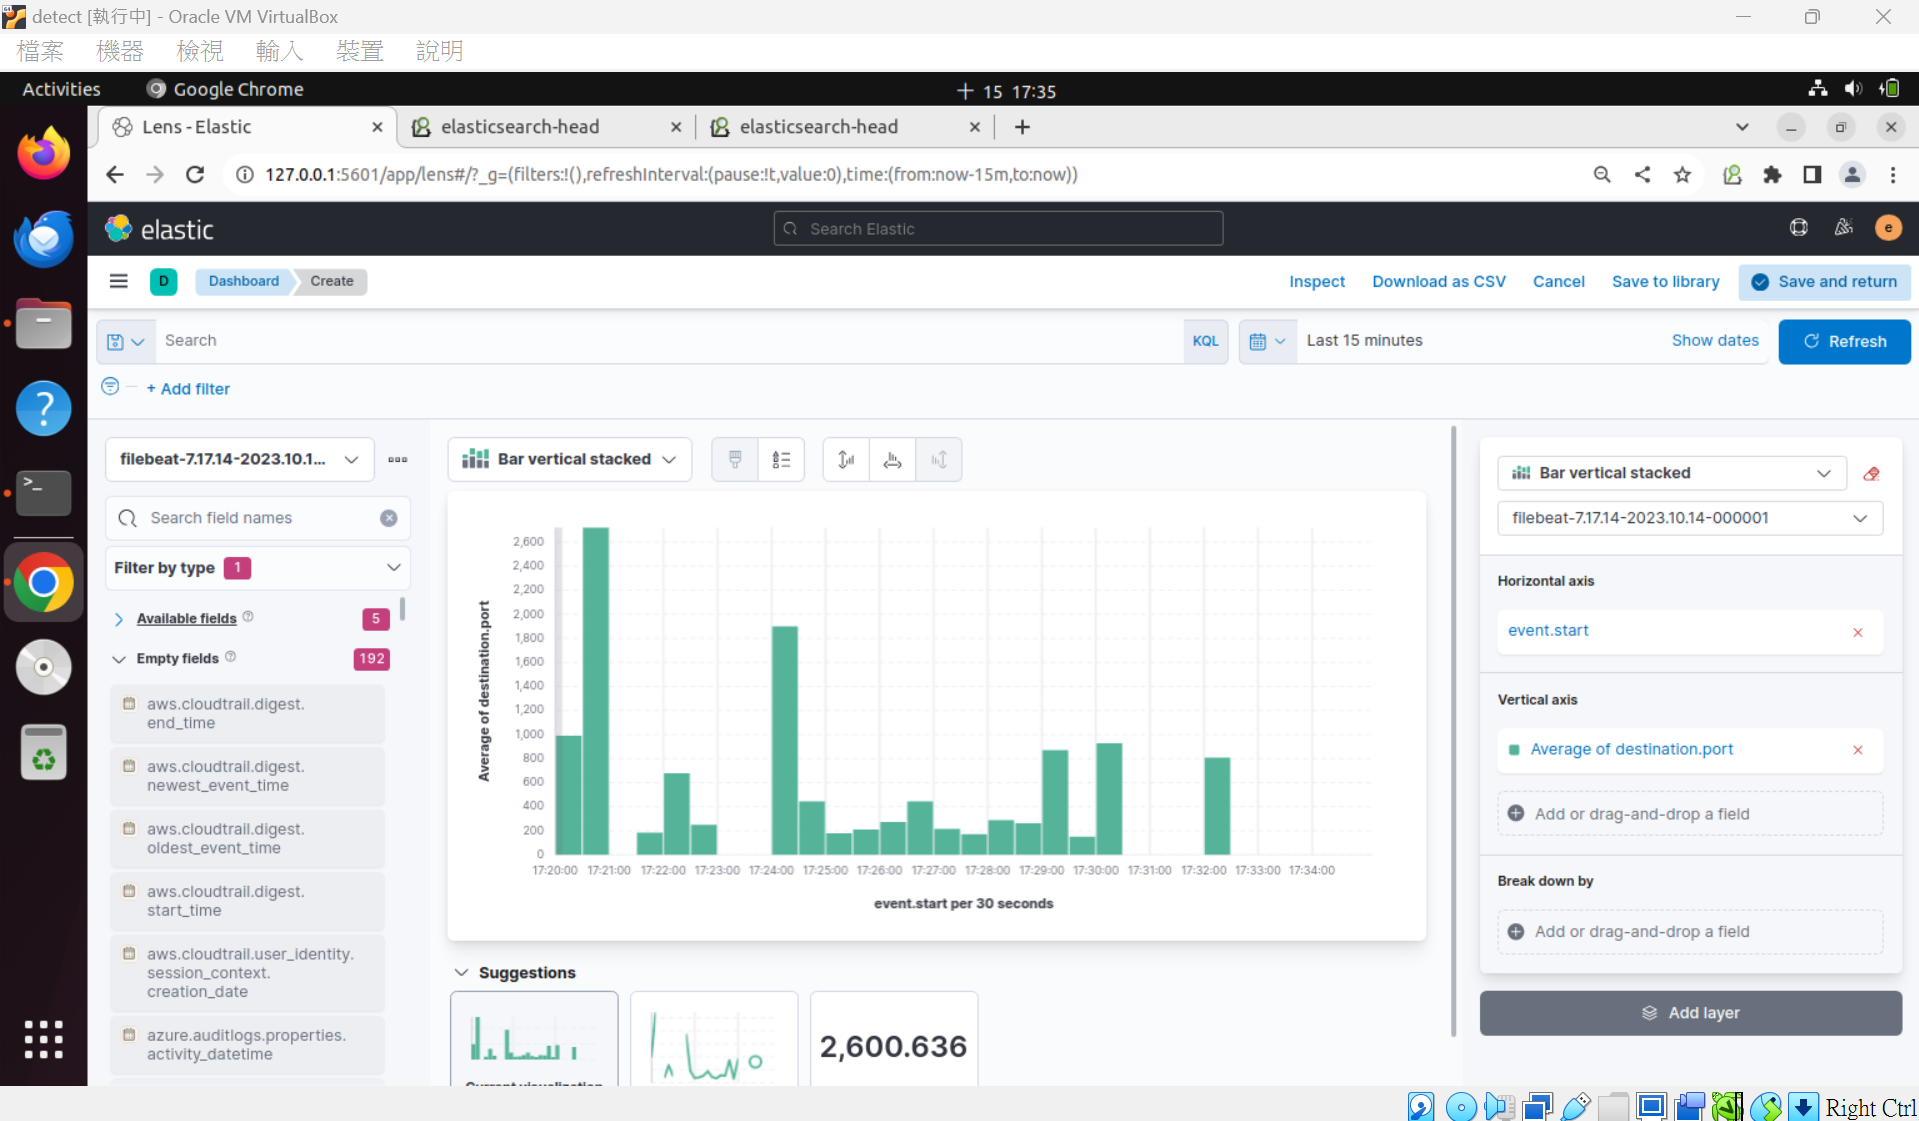 detect [執行中] - Oracle VM VirtualBox
檔案 機器 檢視 輸入 裝置 說明
Activities Google Chrome 15 17:35
Lens - Elastic elasticsearch-head elasticsearch-head
127.0.0.1:5601/app/lens#/?_g=(filters:!(),refreshInterval:(pause:!t,value:0),time:(from:now-15m,to:now))
elastic Search Elastic e
D Dashboard Create Inspect Download as CSV Cancel Save to library Save and return
Search KQL Last 15 minutes Show dates Refresh
+ Add filter
filebeat-7.17.14-2023.10.1...
Search field names
Filter by type 1
Available fields 5
Empty fields 192
aws.cloudtrail.digest.
end_time
aws.cloudtrail.digest.
newest_event_time
aws.cloudtrail.digest.
oldest_event_time
aws.cloudtrail.digest.
start_time
aws.cloudtrail.user_identity.
session_context.
creation_date
azure.auditlogs.properties.
activity_datetime
Bar vertical stacked
Average of destination.port
2,600
2,400
2,200
2,000
1,800
1,600
1,400
1,200
1,000
800
600
400
200
0
17:20:00 17:21:00 17:22:00 17:23:00 17:24:00 17:25:00 17:26:00 17:27:00 17:28:00 17:29:00 17:30:00 17:31:00 17:32:00 17:33:00 17:34:00
event.start per 30 seconds
Suggestions
Current visualization
2,600.636
Bar vertical stacked
filebeat-7.17.14-2023.10.14-000001
Horizontal axis
event.start
Vertical axis
Average of destination.port
Add or drag-and-drop a field
Break down by
Add or drag-and-drop a field
Add layer
Right Ctrl